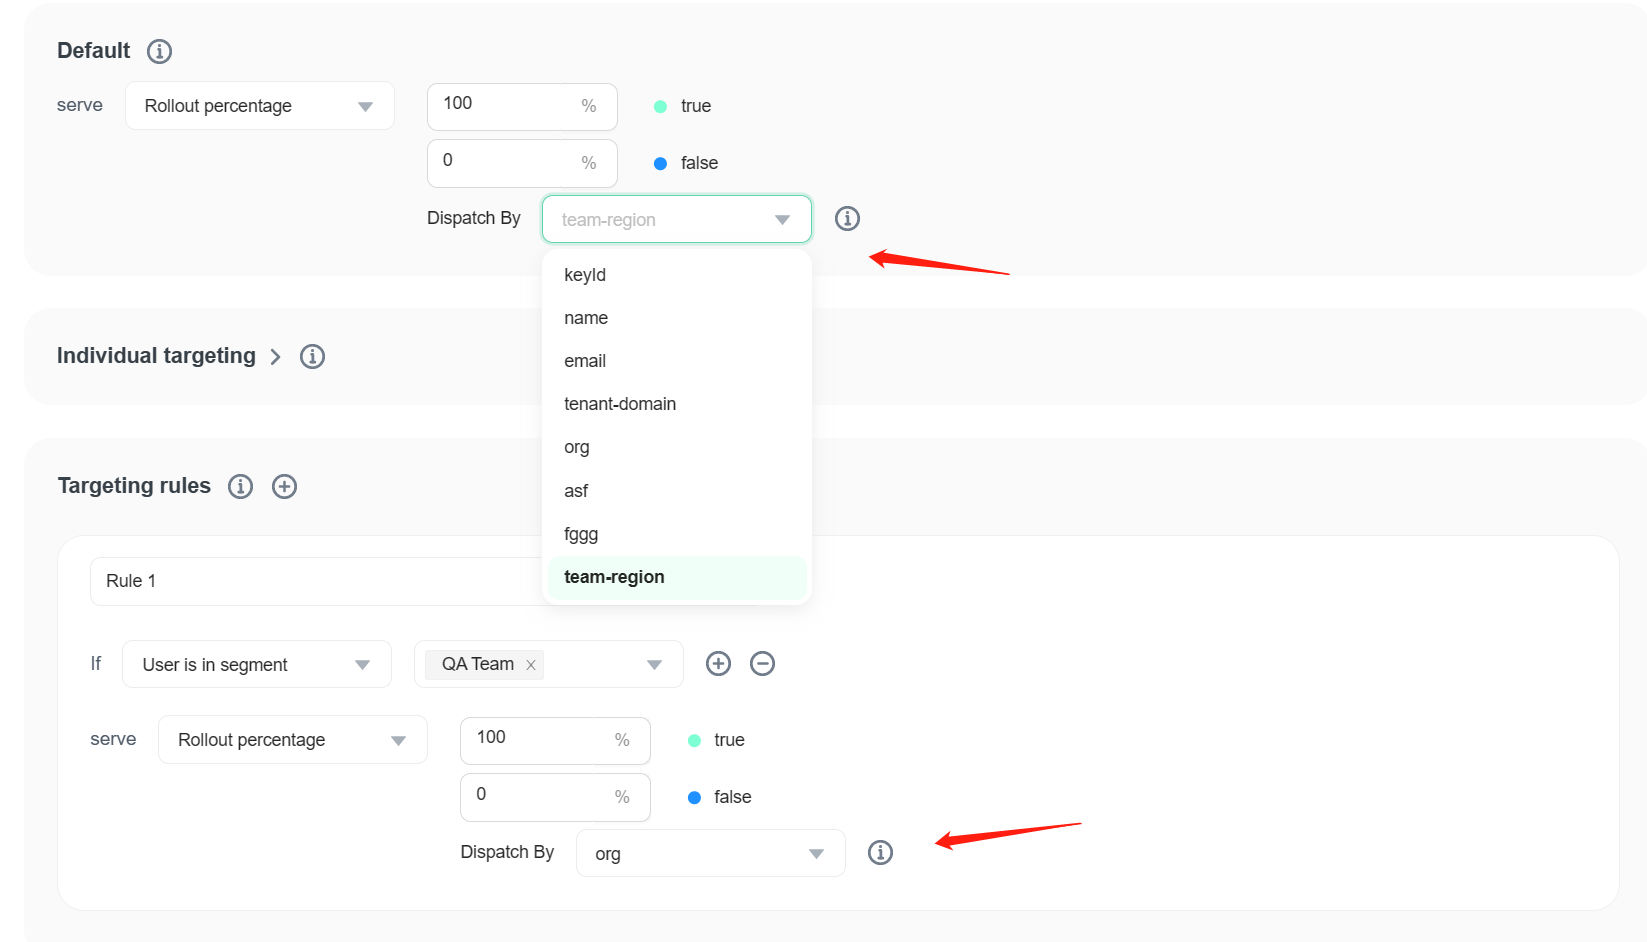 Default
serve Rollout percentage 100 % true
0 % false
Dispatch By team-region
keyId
name
email
tenant-domain
org
asf
fggg
team-region
Individual targeting
Targeting rules
Rule 1
If User is in segment QA Team x
serve Rollout percentage 100 % true
0 % false
Dispatch By org